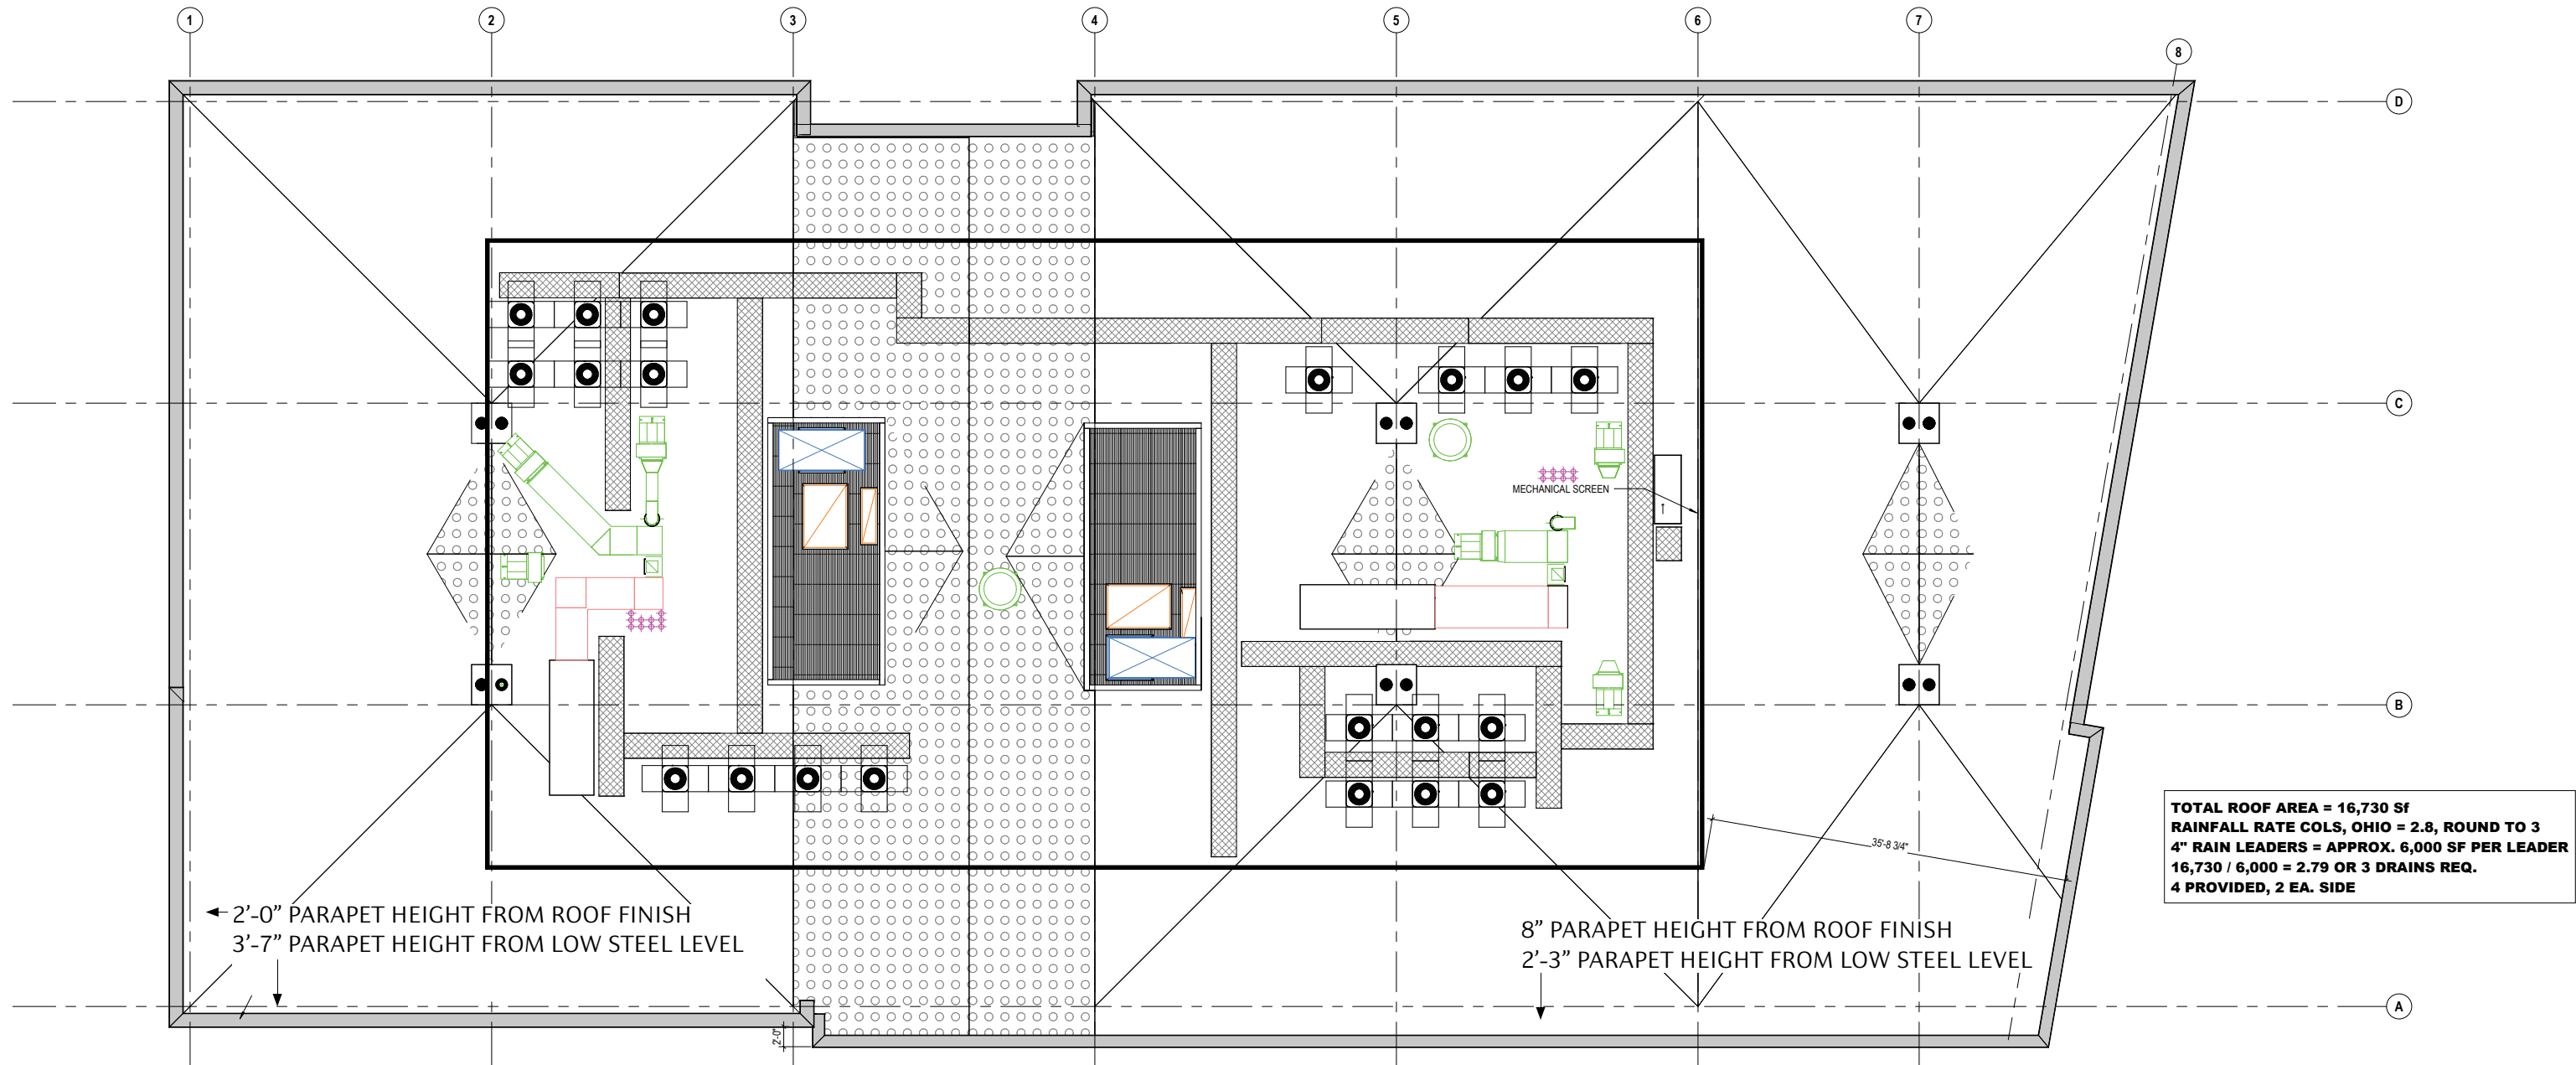 1
2
3
4
5
6
7
8
D
C
MECHANICAL SCREEN
B
TOTAL ROOF AREA = 16,730 Sf
RAINFALL RATE COLS, OHIO = 2.8, ROUND TO 3
4" RAIN LEADERS = APPROX. 6,000 SF PER LEADER
16,730 / 6,000 = 2.79 OR 3 DRAINS REQ.
4 PROVIDED, 2 EA. SIDE
35'-8 3/4"
2’-0” PARAPET HEIGHT FROM ROOF FINISH
3’-7” PARAPET HEIGHT FROM LOW STEEL LEVEL
8” PARAPET HEIGHT FROM ROOF FINISH
2’-3” PARAPET HEIGHT FROM LOW STEEL LEVEL
A
2'-0"